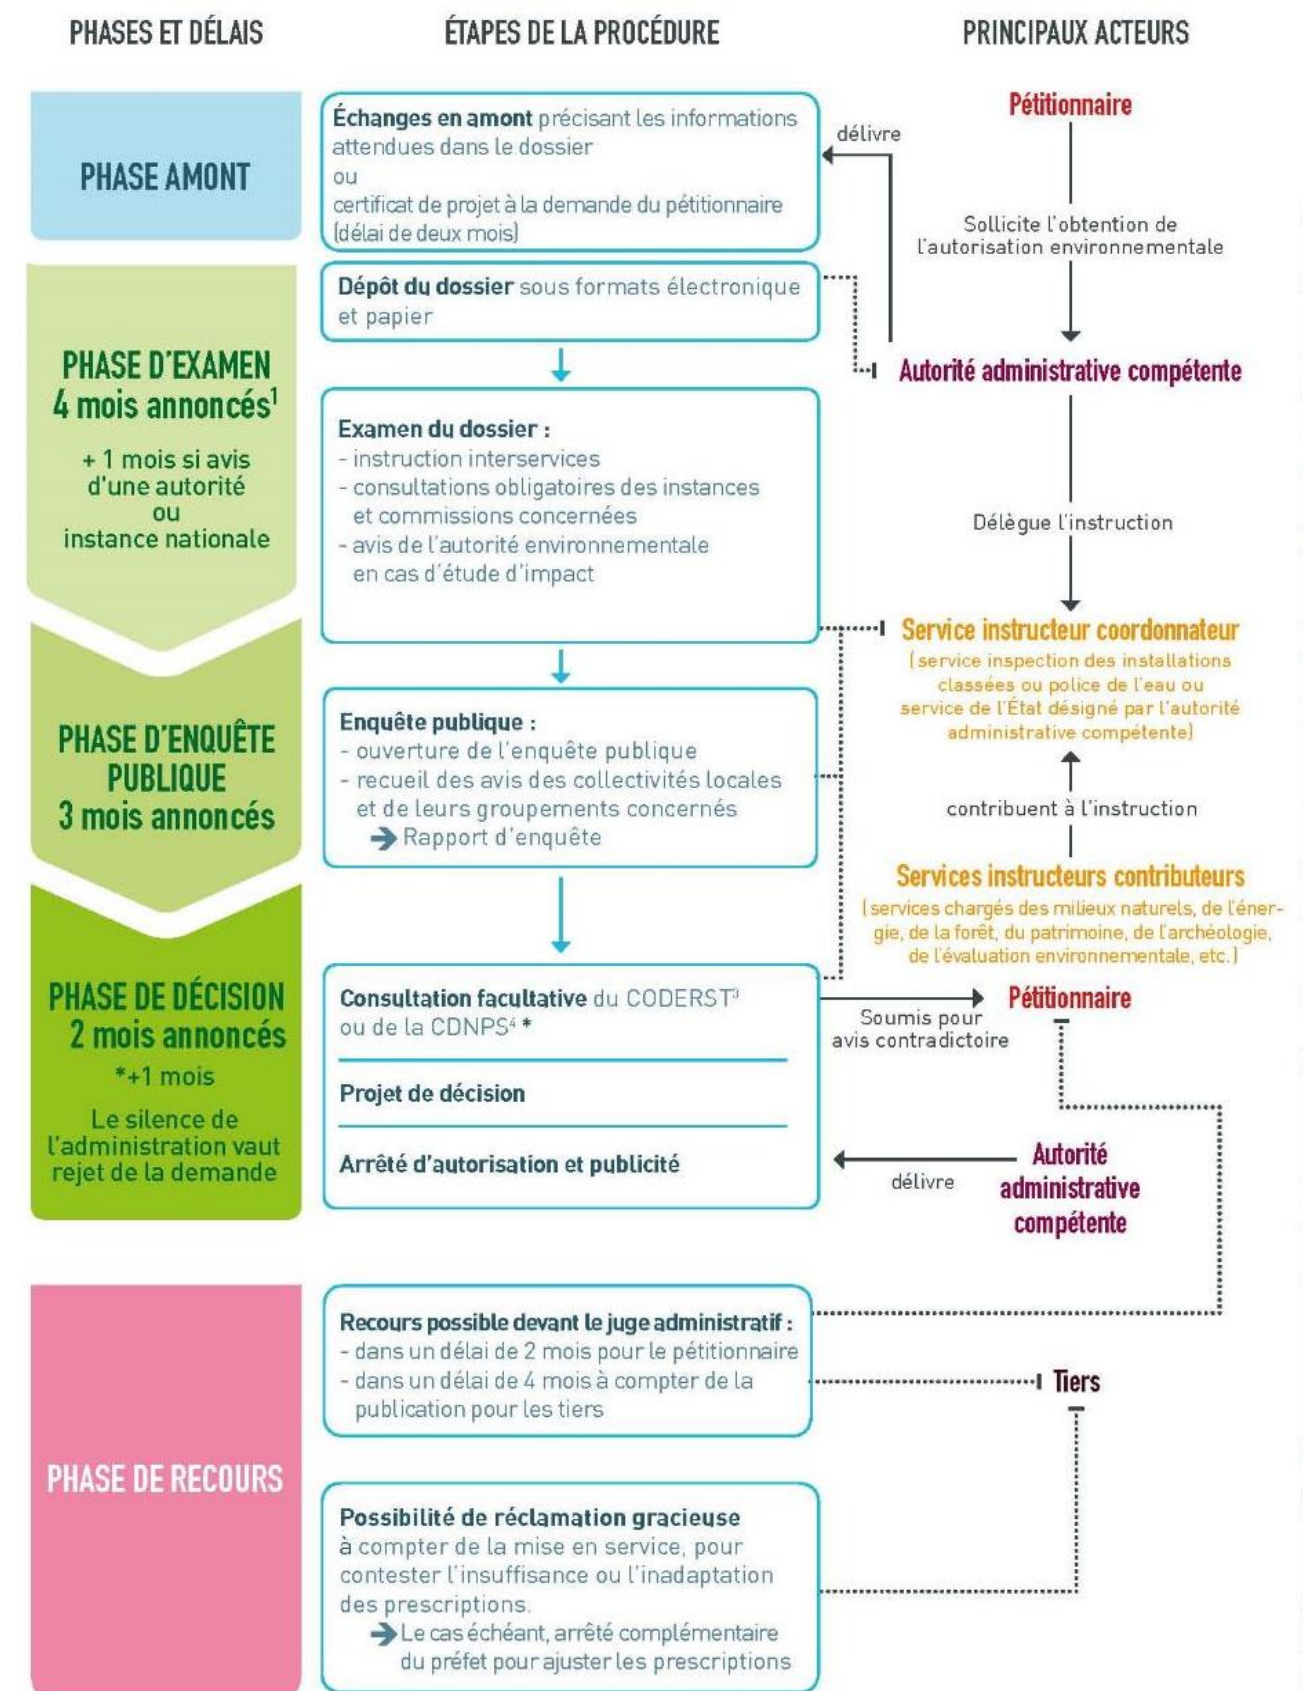 PHASES ET DÉLAIS
ÉTAPES DE LA PROCÉDURE
PRINCIPAUX ACTEURS
PHASE AMONT
Échanges en amont précisant les informations
attendues dans le dossier
ou
certificat de projet à la demande du pétitionnaire
(délai de deux mois)
délivre
Pétitionnaire
Sollicite l'obtention de
l'autorisation environnementale
PHASE D'EXAMEN
4 mois annoncés¹
+ 1 mois si avis
d'une autorité
ou
instance nationale
Dépôt du dossier sous formats électronique
et papier
Autorité administrative compétente
Examen du dossier :
- instruction interservices
- consultations obligatoires des instances
et commissions concernées
- avis de l'autorité environnementale
en cas d'étude d'impact
Délègue l'instruction
Service instructeur coordonnateur
(service inspection des installations
classées ou police de l'eau ou
service de l'État désigné par l'autorité
administrative compétente)
PHASE D'ENQUÊTE
PUBLIQUE
3 mois annoncés
Enquête publique :
- ouverture de l'enquête publique
- recueil des avis des collectivités locales
et de leurs groupements concernés
→ Rapport d'enquête
contribuent à l'instruction
Services instructeurs contributeurs
(services chargés des milieux naturels, de l'éner-
gie, de la forêt, du patrimoine, de l'archéologie,
de l'évaluation environnementale, etc.)
PHASE DE DÉCISION
2 mois annoncés
*+1 mois
Le silence de
l'administration vaut
rejet de la demande
Consultation facultative du CODERST³
ou de la CDNPS⁴ *
Projet de décision
Arrêté d'autorisation et publicité
Soumis pour
avis contradictoire
Pétitionnaire
délivre
Autorité
administrative
compétente
PHASE DE RECOURS
Recours possible devant le juge administratif :
- dans un délai de 2 mois pour le pétitionnaire
- dans un délai de 4 mois à compter de la
publication pour les tiers
Tiers
Possibilité de réclamation gracieuse
à compter de la mise en service, pour
contester l'insuffisance ou l'inadaptation
des prescriptions.
→ Le cas échéant, arrêté complémentaire
du préfet pour ajuster les prescriptions